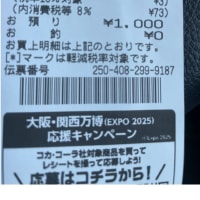 ¥3)
(内消費税等 8% ¥73)
お 預 り ¥1,000
お 釣 ¥0
お買上明細は上記のとおりです。
[*]マークは軽減税率対象です。
伝票番号 250-408-299-9187
大阪・関西万博(EXPO 2025)
応援キャンペーン
©Expo 2025
コカ・コーラ社対象商品を買って
レシートを撮って応募しよう!
応募はコチラから!